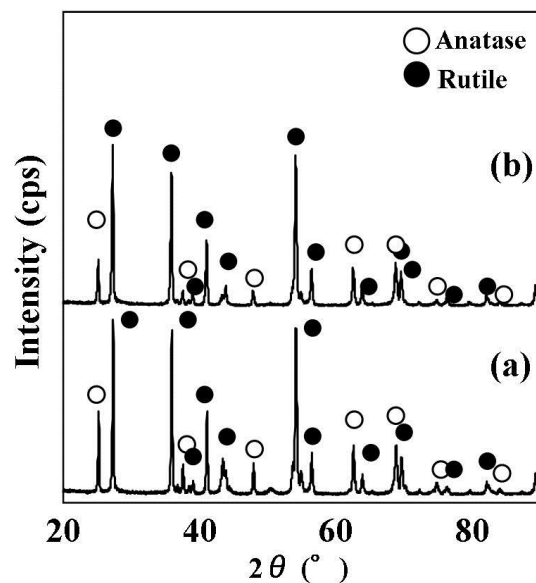 Anatase
Rutile
(b)
Intensity (cps)
(a)
20 40 60 80
2θ (°)